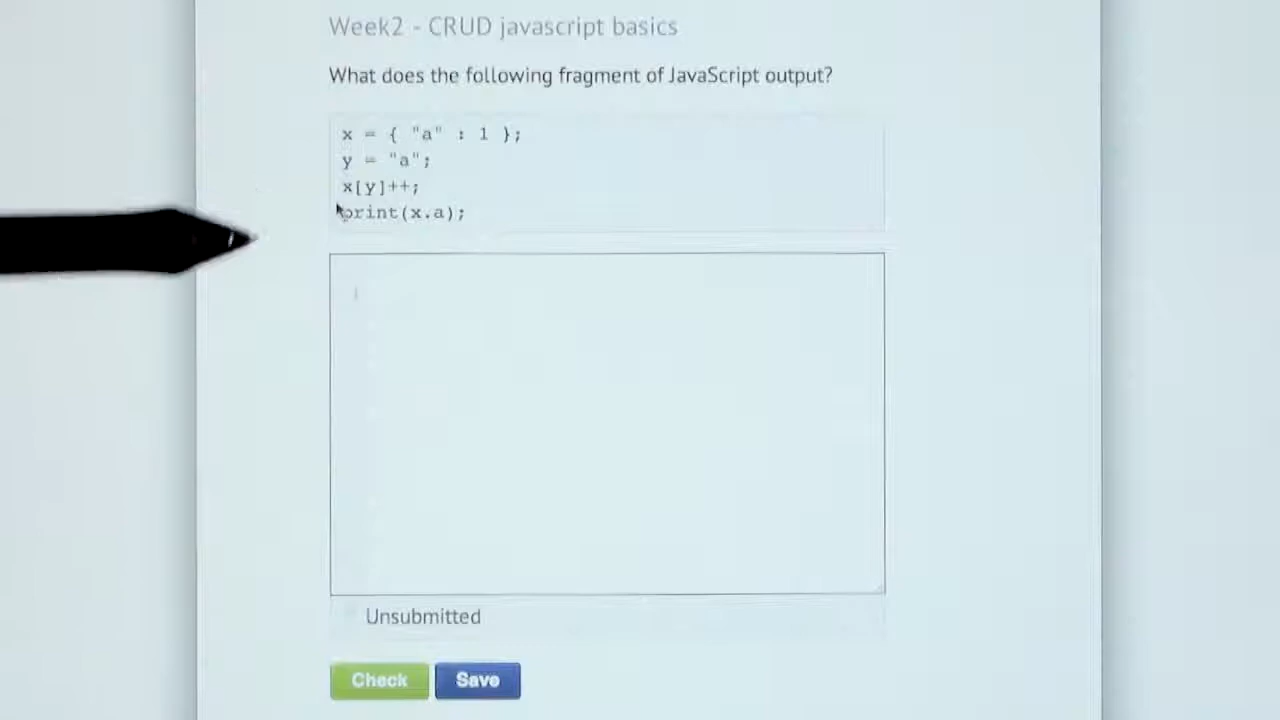 Week2 - CRUD javascript basics
What does the following fragment of JavaScript output?
x = { "a" : 1 };
y = "a";
x[y]++;
print(x.a);
Unsubmitted
Check
Save